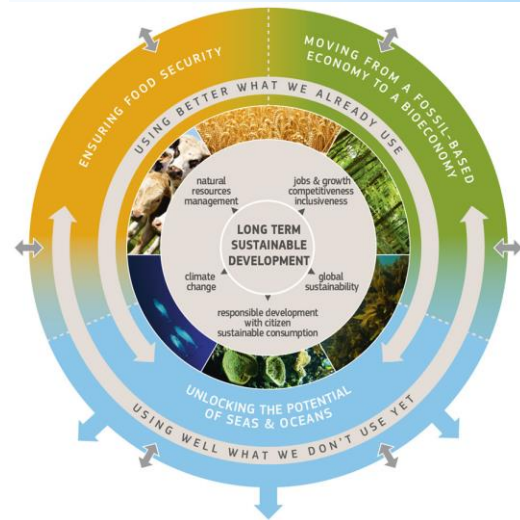 ENSURING FOOD SECURITY
MOVING FROM A FOSSIL-BASED
ECONOMY TO A BIOECONOMY
USING BETTER WHAT WE ALREADY USE
natural
resources
management
jobs & growth
competitiveness
inclusiveness
LONG TERM
SUSTAINABLE
DEVELOPMENT
climate
change
global
sustainability
responsible development
with citizen
sustainable consumption
UNLOCKING THE POTENTIAL
OF SEAS & OCEANS
USING WELL WHAT WE DON'T USE YET